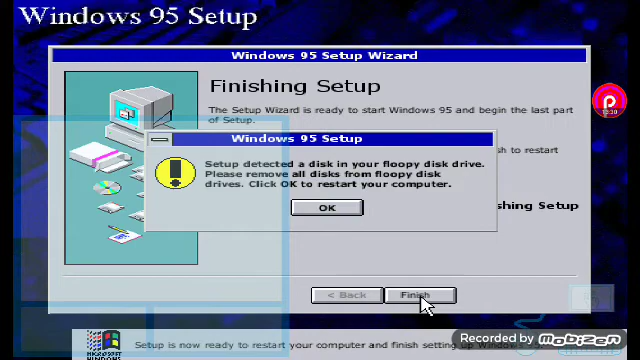 Windows 95 Setup
Windows 95 Setup Wizard
Finishing Setup
The Setup Wizard is ready to start Windows 95 and begin the last part
of Setup.
Windows 95 Setup
sh to restart
Setup detected a disk in your floopy disk drive.
Please remove all disks from floopy disk
drives. Click OK to restart your computer.
OK
shing Setup
< Back
Finish
MICROSOFT
WINDOWS
Setup is now ready to restart your computer and finish setting up Windows
Recorded by mobizen